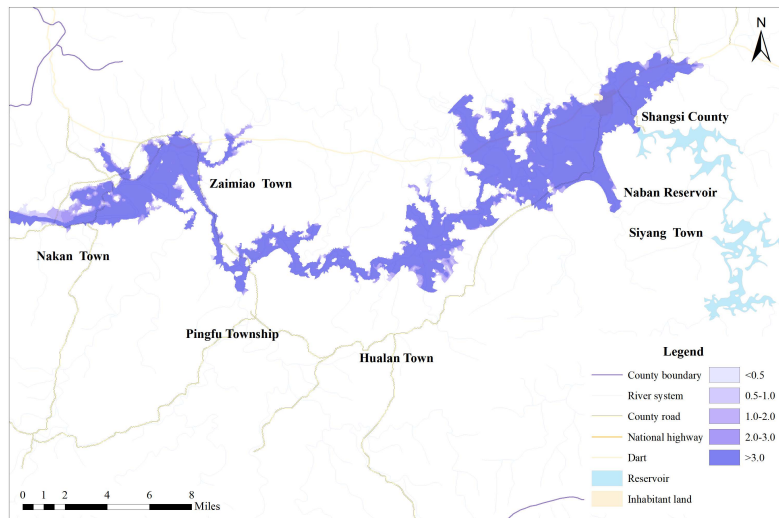 N
Shangsi County
Zaimiao Town
Naban Reservoir
Siyang Town
Nakan Town
Pingfu Township
Hualan Town
Legend
County boundary
River system
County road
National highway
Dart
Reservoir
Inhabitant land
<0.5
0.5-1.0
1.0-2.0
2.0-3.0
>3.0
0 1 2 4 6 8
Miles